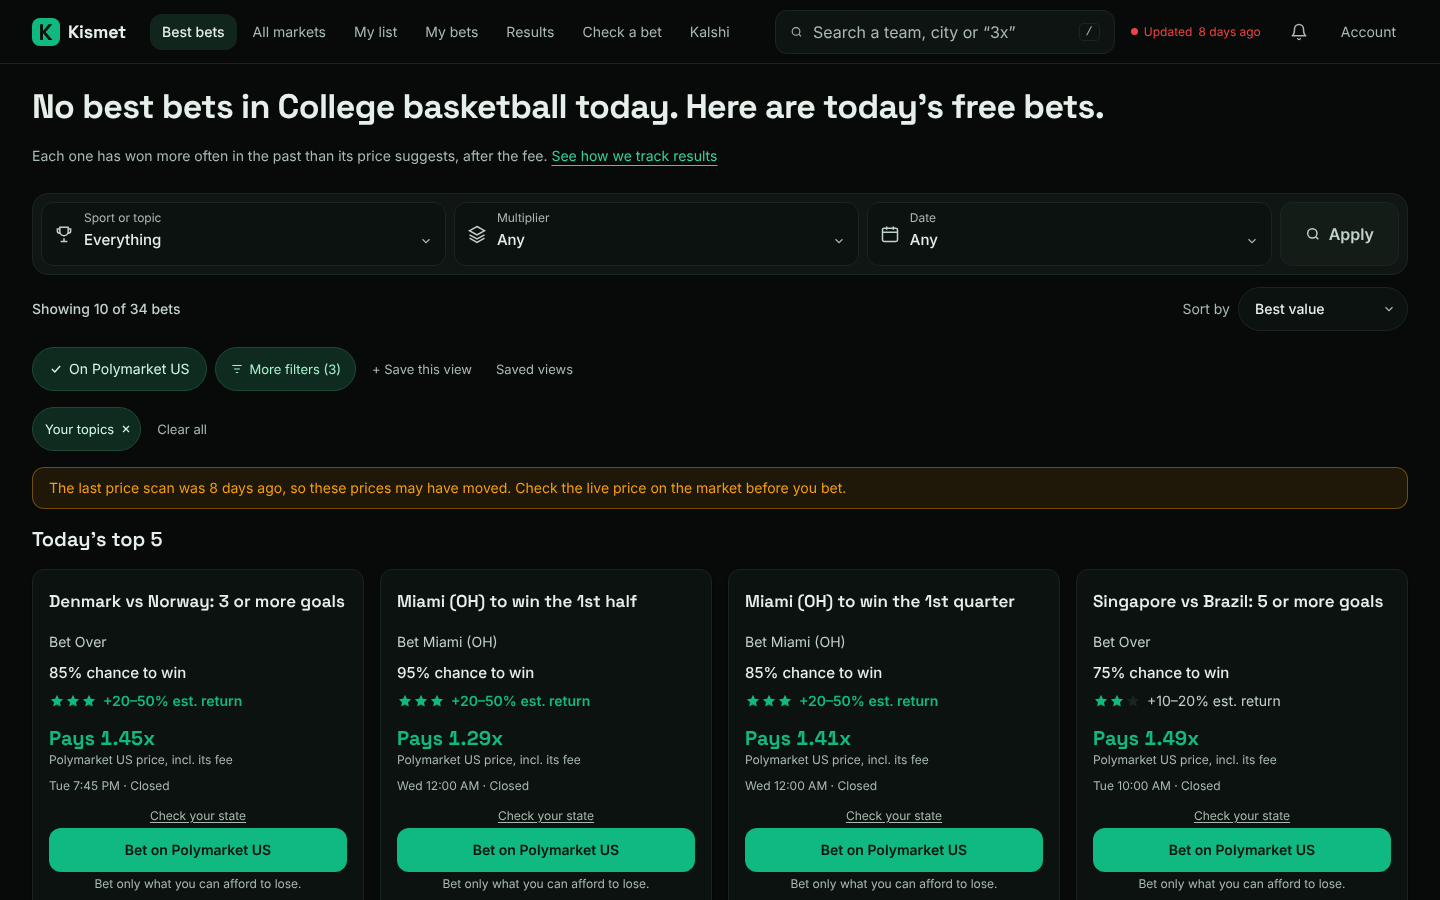 K Kismet
Best bets
All markets
My list
My bets
Results
Check a bet
Kalshi
Search a team, city or “3x”
/
Updated 8 days ago
Account
No best bets in College basketball today. Here are today’s free bets.
Each one has won more often in the past than its price suggests, after the fee. See how we track results
Sport or topic
Everything
Multiplier
Any
Date
Any
Apply
Showing 10 of 34 bets
Sort by
Best value
On Polymarket US
More filters (3)
+ Save this view
Saved views
Your topics ×
Clear all
The last price scan was 8 days ago, so these prices may have moved. Check the live price on the market before you bet.
Today’s top 5
Denmark vs Norway: 3 or more goals
Bet Over
85% chance to win
+20–50% est. return
Pays 1.45x
Polymarket US price, incl. its fee
Tue 7:45 PM · Closed
Check your state
Bet on Polymarket US
Bet only what you can afford to lose.
Miami (OH) to win the 1st half
Bet Miami (OH)
95% chance to win
+20–50% est. return
Pays 1.29x
Polymarket US price, incl. its fee
Wed 12:00 AM · Closed
Check your state
Bet on Polymarket US
Bet only what you can afford to lose.
Miami (OH) to win the 1st quarter
Bet Miami (OH)
85% chance to win
+20–50% est. return
Pays 1.41x
Polymarket US price, incl. its fee
Wed 12:00 AM · Closed
Check your state
Bet on Polymarket US
Bet only what you can afford to lose.
Singapore vs Brazil: 5 or more goals
Bet Over
75% chance to win
+10–20% est. return
Pays 1.49x
Polymarket US price, incl. its fee
Tue 10:00 AM · Closed
Check your state
Bet on Polymarket US
Bet only what you can afford to lose.